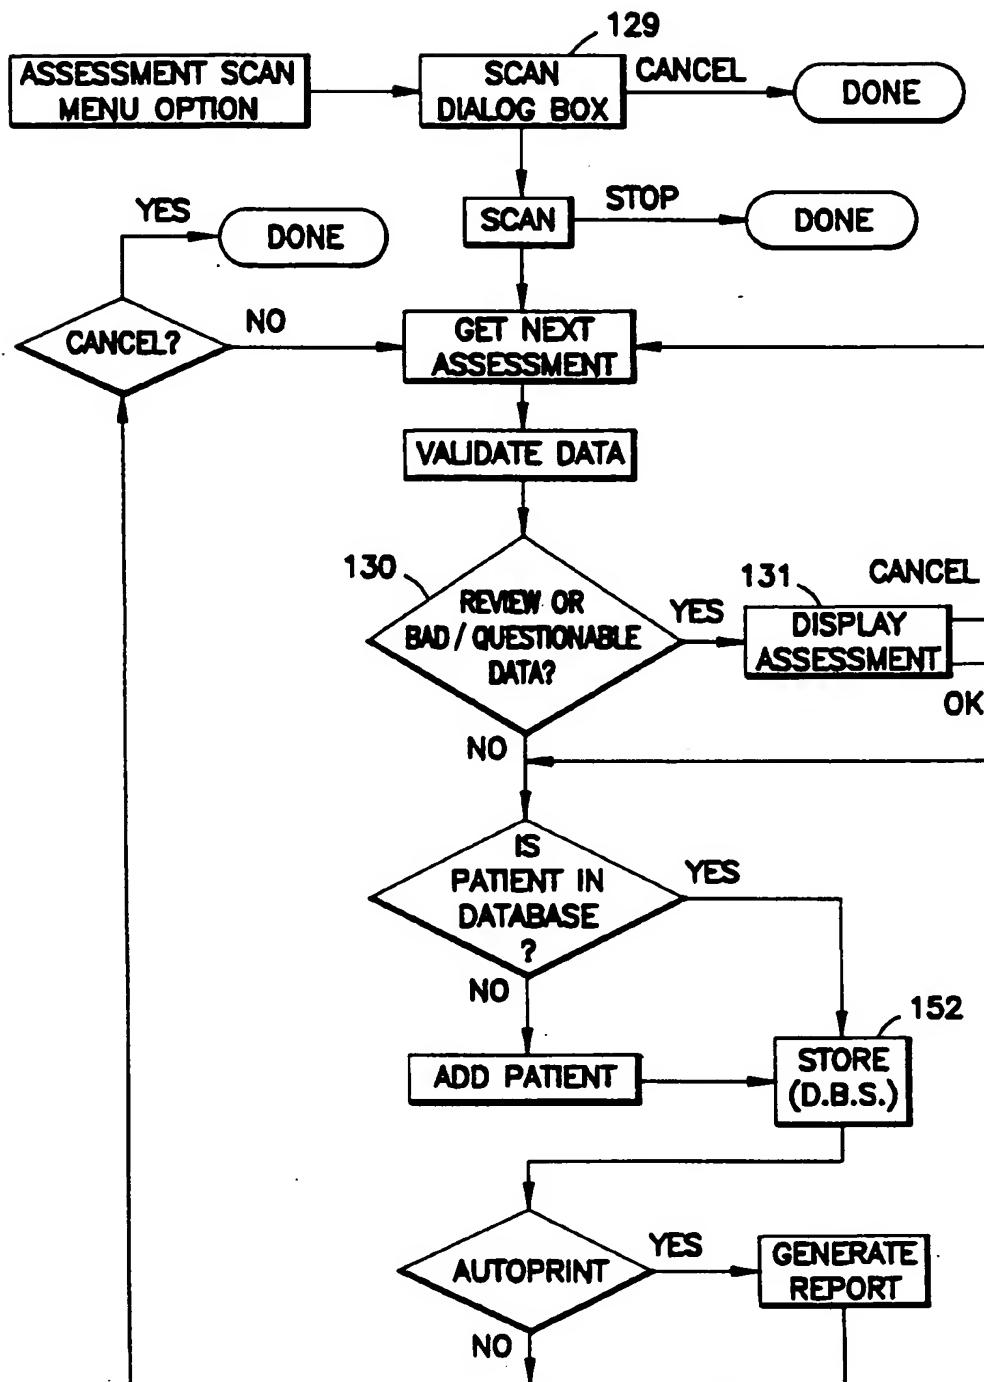 129
ASSESSMENT SCAN
MENU OPTION
SCAN
DIALOG BOX
CANCEL
DONE
SCAN
STOP
DONE
YES
DONE
CANCEL?
NO
GET NEXT
ASSESSMENT
VALIDATE DATA
130
REVIEW OR
BAD / QUESTIONABLE
DATA?
YES
131
DISPLAY
ASSESSMENT
CANCEL
OK
NO
IS
PATIENT IN
DATABASE
?
YES
NO
ADD PATIENT
152
STORE
(D.B.S.)
AUTOPRINT
YES
GENERATE
REPORT
NO